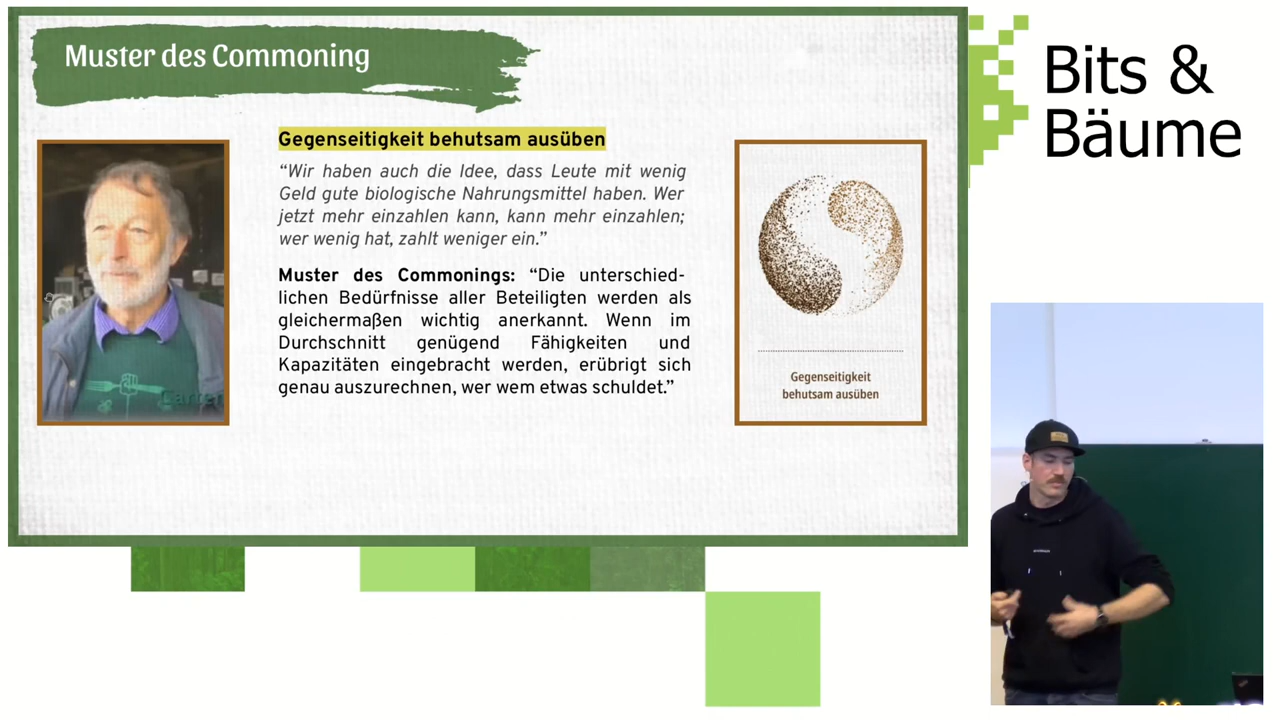 Muster des Commoning
Gegenseitigkeit behutsam ausüben
“Wir haben auch die Idee, dass Leute mit wenig
Geld gute biologische Nahrungsmittel haben. Wer
jetzt mehr einzahlen kann, kann mehr einzahlen;
wer wenig hat, zahlt weniger ein.”
Muster des Commonings: “Die unterschied-
lichen Bedürfnisse aller Beteiligten werden als
gleichermaßen wichtig anerkannt. Wenn im
Durchschnitt genügend Fähigkeiten und
Kapazitäten eingebracht werden, erübrigt sich
genau auszurechnen, wer wem etwas schuldet.”
Gegenseitigkeit
behutsam ausüben
Bits &
Bäume